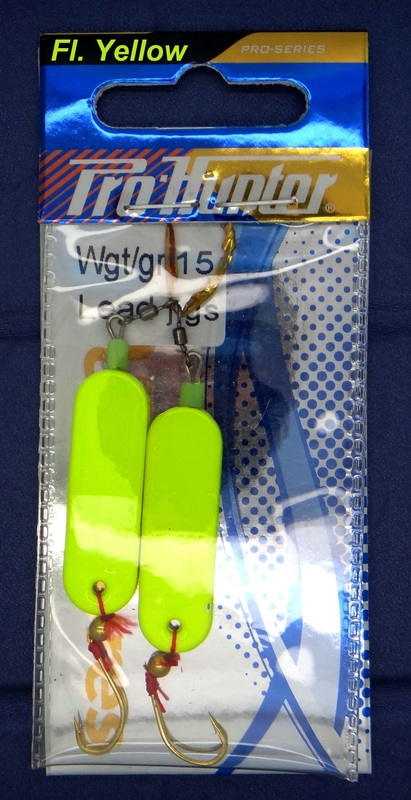 Fl. Yellow
PRO-SERIES
Pro-Hunter®
Wgt/gr 15
Lead jigs